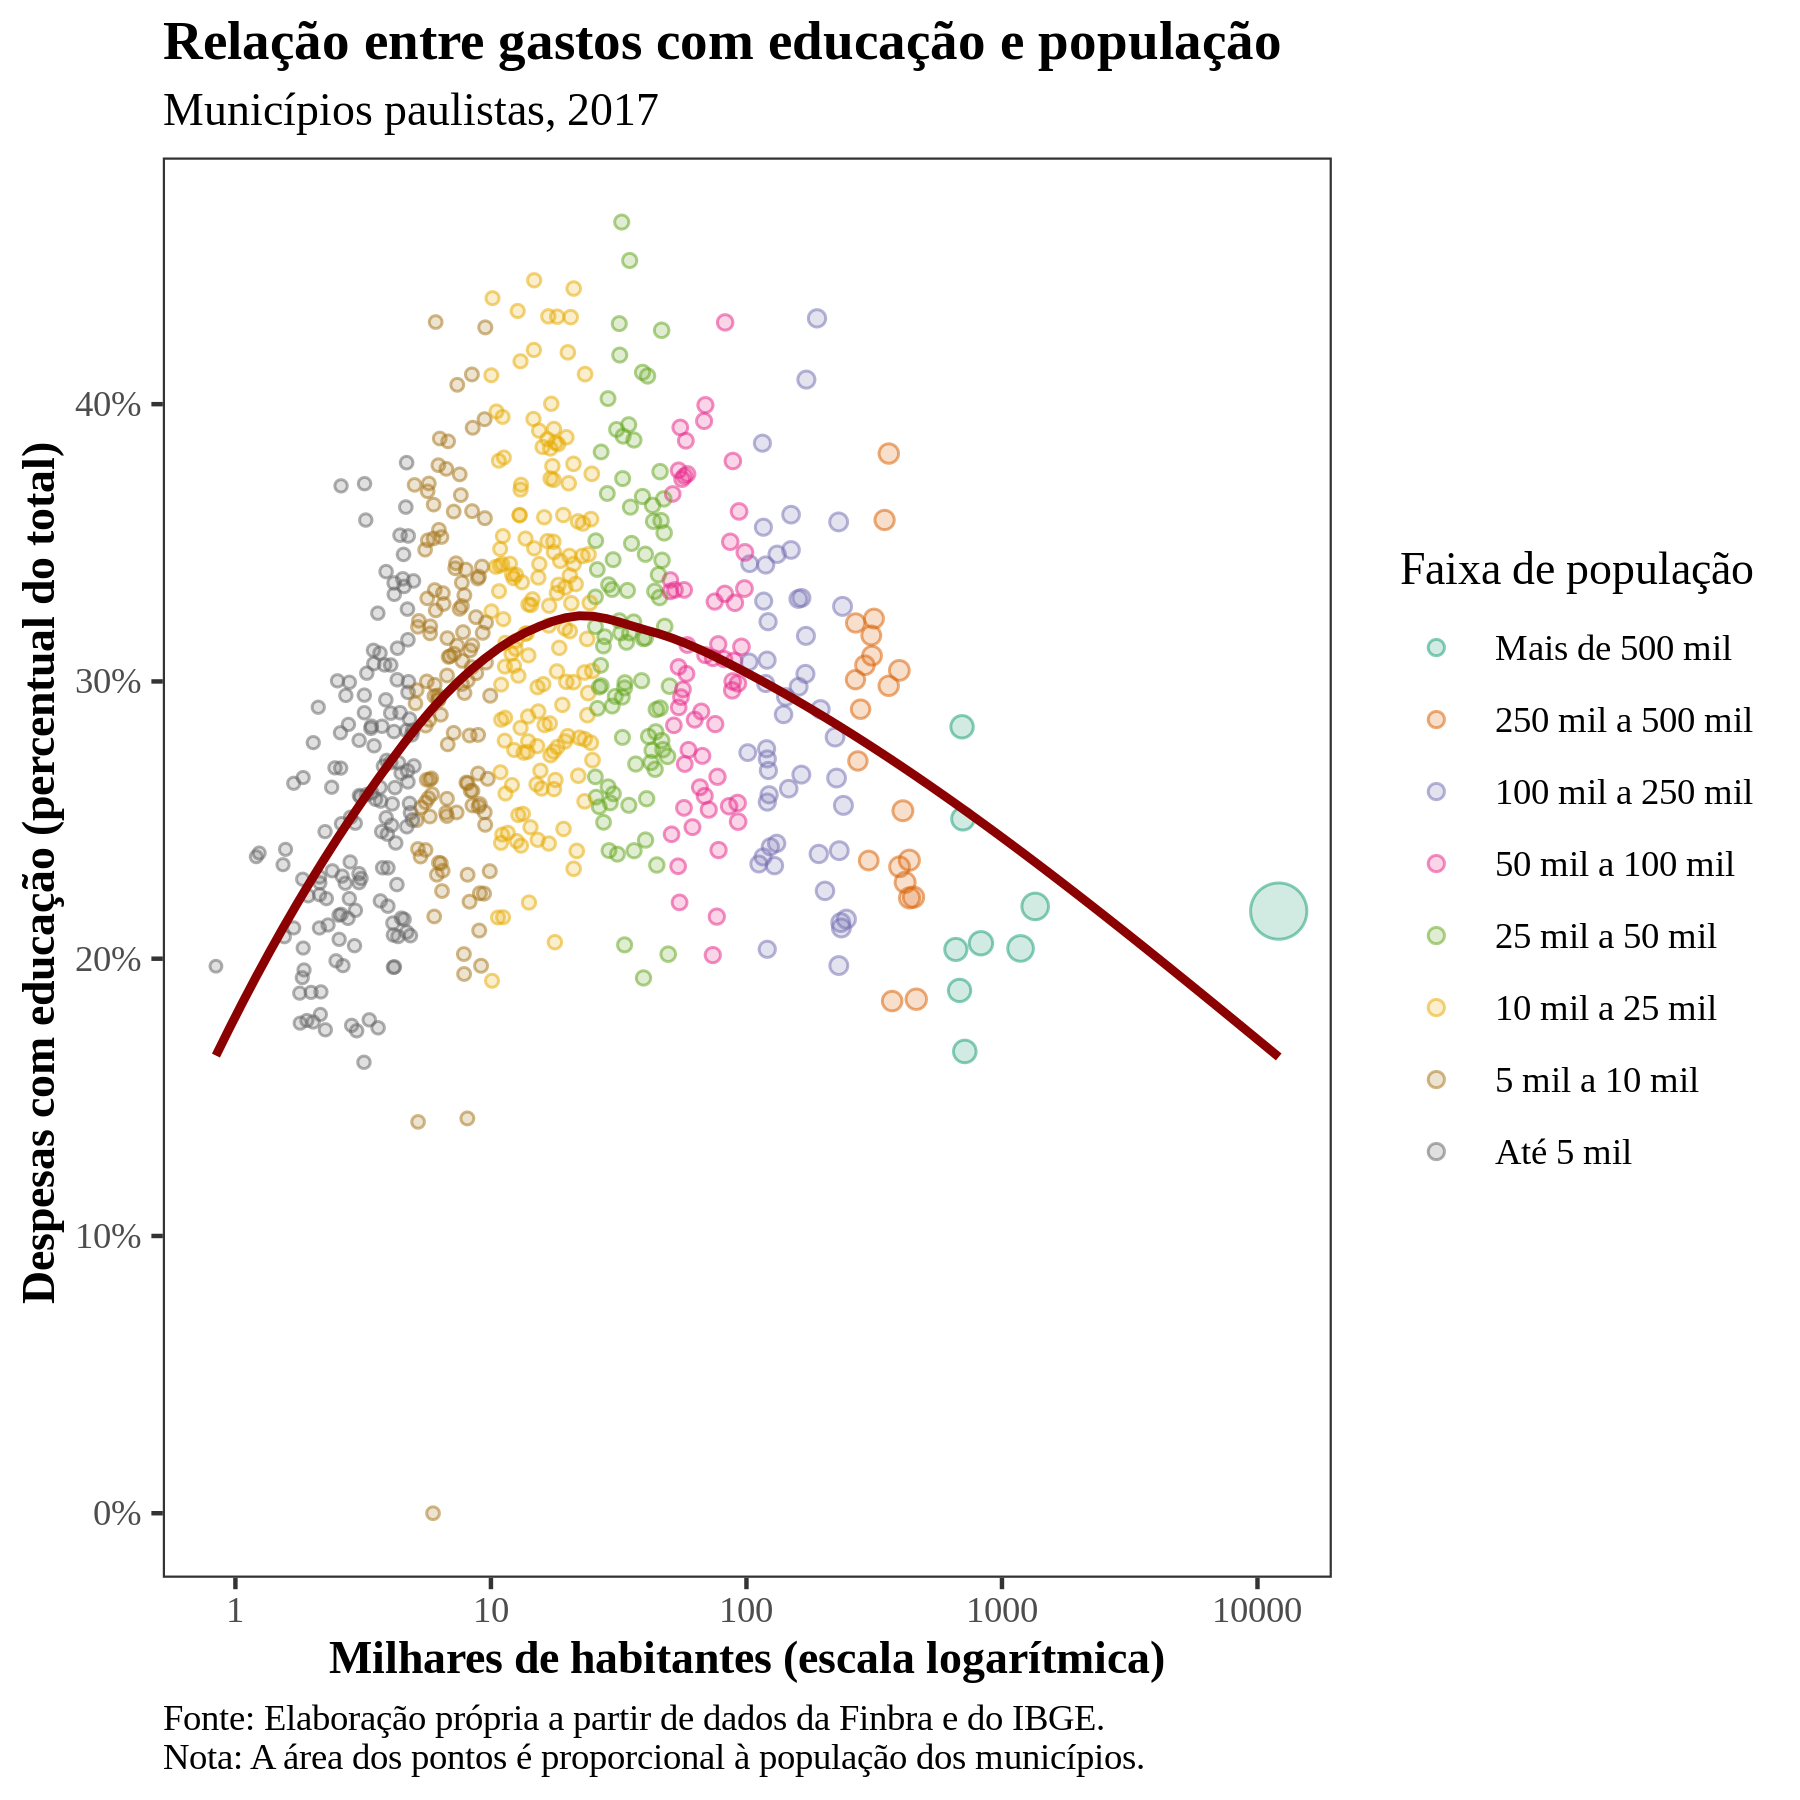 Relação entre gastos com educação e população
Municípios paulistas, 2017
Despesas com educação (percentual do total)
40%
30%
20%
10%
0%
1
10
100
1000
10000
Milhares de habitantes (escala logarítmica)
Faixa de população
Mais de 500 mil
250 mil a 500 mil
100 mil a 250 mil
50 mil a 100 mil
25 mil a 50 mil
10 mil a 25 mil
5 mil a 10 mil
Até 5 mil
Fonte: Elaboração própria a partir de dados da Finbra e do IBGE.
Nota: A área dos pontos é proporcional à população dos municípios.